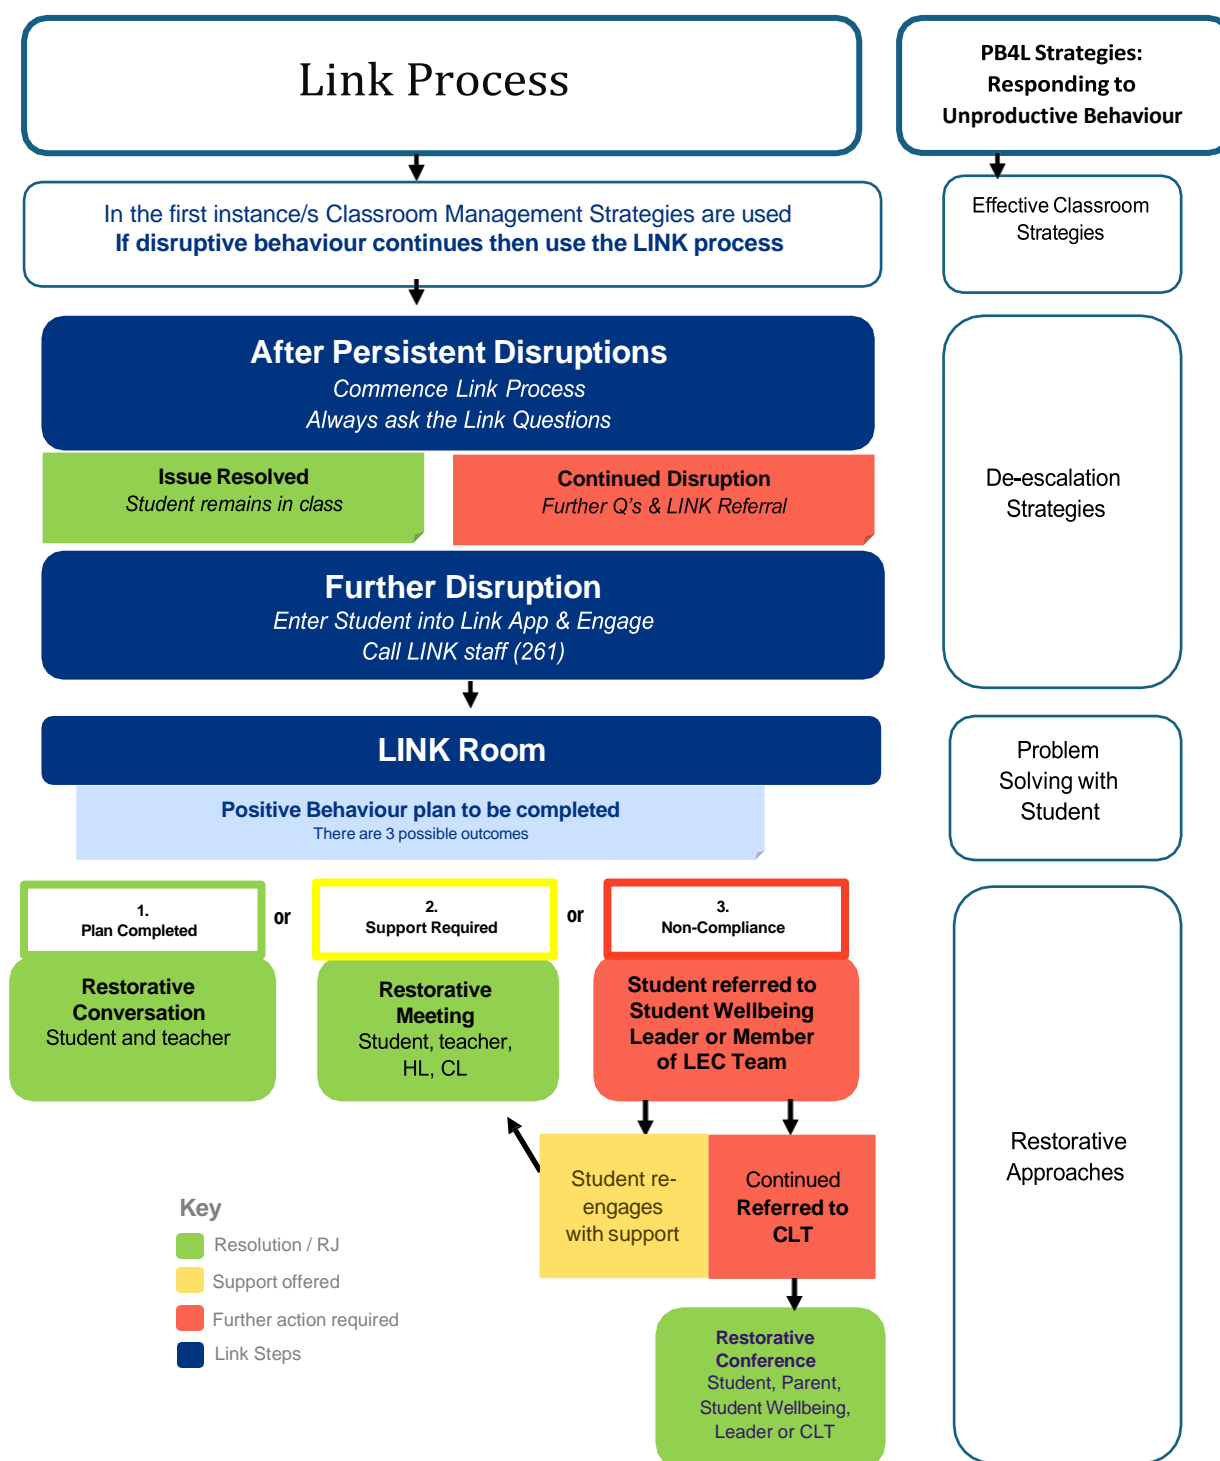 Link Process
PB4L Strategies:
Responding to
Unproductive Behaviour
In the first instance/s Classroom Management Strategies are used
If disruptive behaviour continues then use the LINK process
Effective Classroom
Strategies
After Persistent Disruptions
Commence Link Process
Always ask the Link Questions
Issue Resolved
Student remains in class
Continued Disruption
Further Q's & LINK Referral
De-escalation
Strategies
Further Disruption
Enter Student into Link App & Engage
Call LINK staff (261)
LINK Room
Positive Behaviour plan to be completed
There are 3 possible outcomes
Problem
Solving with
Student
1.
Plan Completed
or
2.
Support Required
or
3.
Non-Compliance
Restorative
Conversation
Student and teacher
Restorative
Meeting
Student, teacher,
HL, CL
Student referred to
Student Wellbeing
Leader or Member
of LEC Team
Student re-
engages
with support
Continued
Referred to
CLT
Restorative
Approaches
Key
Resolution / RJ
Support offered
Further action required
Link Steps
Restorative
Conference
Student, Parent,
Student Wellbeing,
Leader or CLT